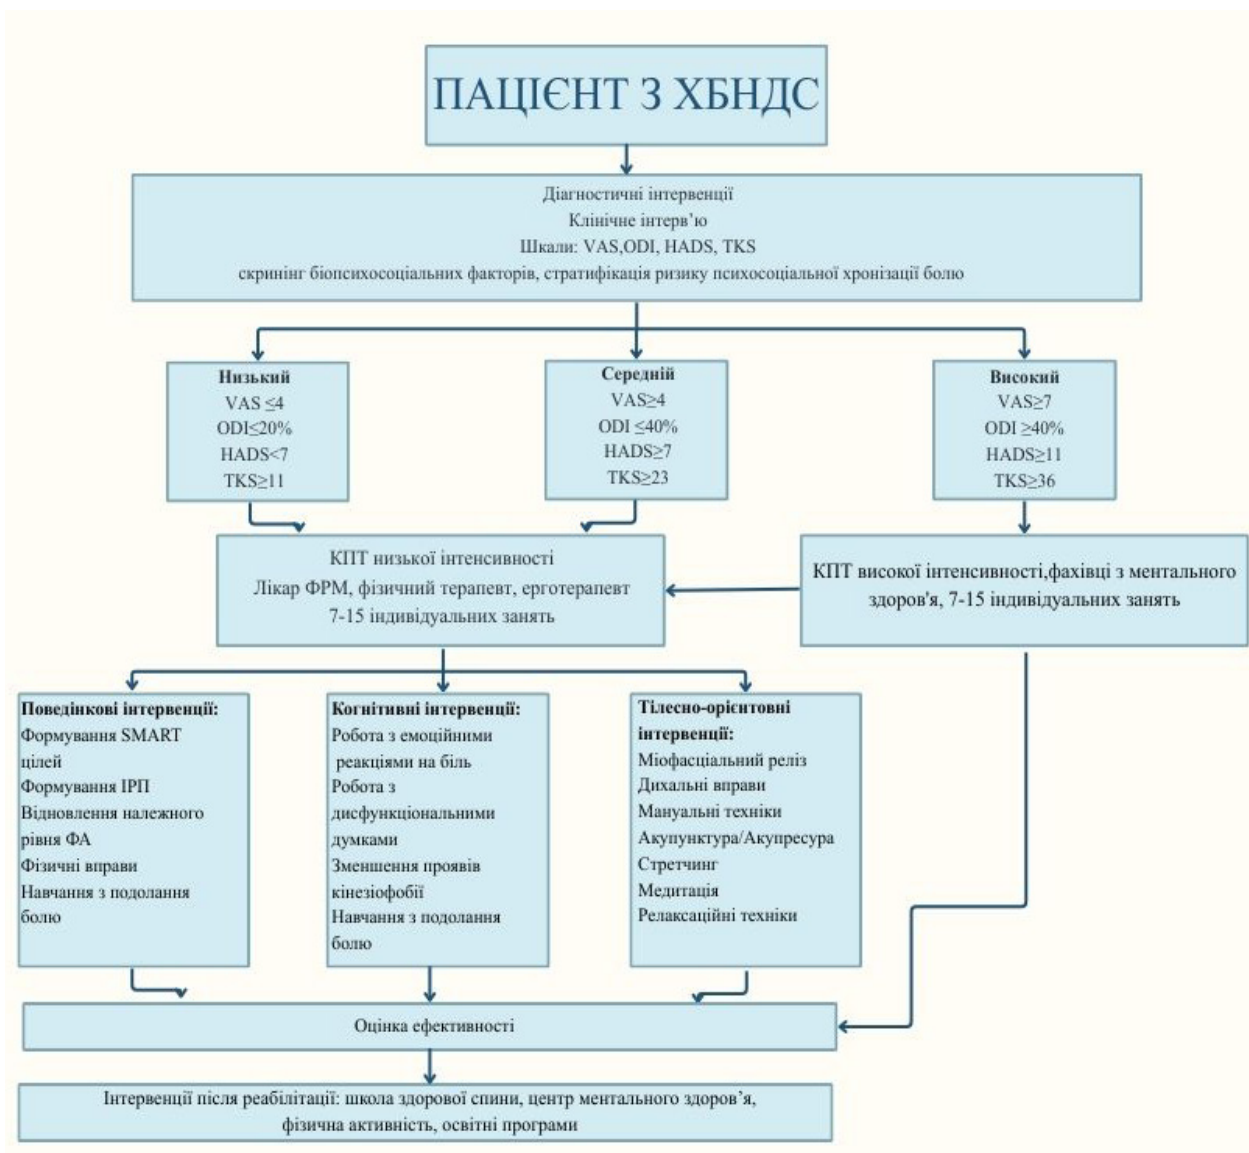 ПАЦІЄНТ З ХБНДС
Діагностичні інтервенції
Клінічне інтерв’ю
Шкали: VAS,ODI, HADS, TKS
скринінг біопсихосоціальних факторів, стратифікація ризику психосоціальної хронізації болю
Низький
VAS ≤4
ODI≤20%
HADS<7
TKS≥11
Середній
VAS≥4
ODI ≤40%
HADS≥7
TKS≥23
Високий
VAS≥7
ODI ≥40%
HADS≥11
TKS≥36
КПТ низької інтенсивності
Лікар ФРМ, фізичний терапевт, ерготерапевт
7-15 індивідуальних занять
КПТ високої інтенсивності,фахівці з ментального
здоров'я, 7-15 індивідуальних занять
Поведінкові інтервенції:
Формування SMART
цілей
Формування ІРП
Відновлення належного
рівня ФА
Фізичні вправи
Навчання з подолання
болю
Когнітивні інтервенції:
Робота з емоційними
реакціями на біль
Робота з
дисфункціональними
думками
Зменшення проявів
кінезіофобії
Навчання з подолання
болю
Тілесно-орієнтовні
інтервенції:
Міофасціальний реліз
Дихальні вправи
Мануальні техніки
Акупунктура/Акупресура
Стретчинг
Медитація
Релаксаційні техніки
Оцінка ефективності
Інтервенції після реабілітації: школа здорової спини, центр ментального здоров’я,
фізична активність, освітні програми